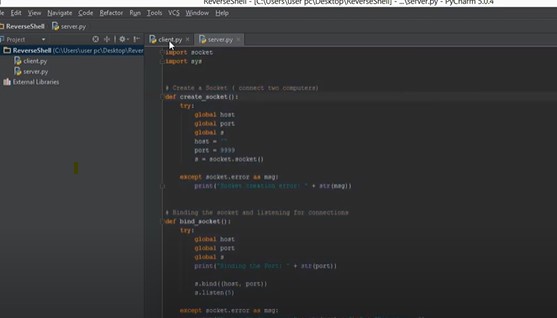 ReverseShell - [C:\Users\user pc\Desktop\ReverseShell] - ...\server.py - PyCharm 5.0.4
Edit View Navigate Code Refactor Run Tools VCS Window Help
ReverseShell server.py
Project
client.py server.py
ReverseShell (C:\Users\user pc\Desktop\Rever
client.py
server.py
External Libraries
import socket
import sys
# Create a Socket ( connect two computers)
def create_socket():
try:
global host
global port
global s
host = ""
port = 9999
s = socket.socket()
except socket.error as msg:
print("Socket creation error: " + str(msg))
# Binding the socket and listening for connections
def bind_socket():
try:
global host
global port
global s
print("Binding the Port: " + str(port))
s.bind((host, port))
s.listen(5)
except socket.error as msg: